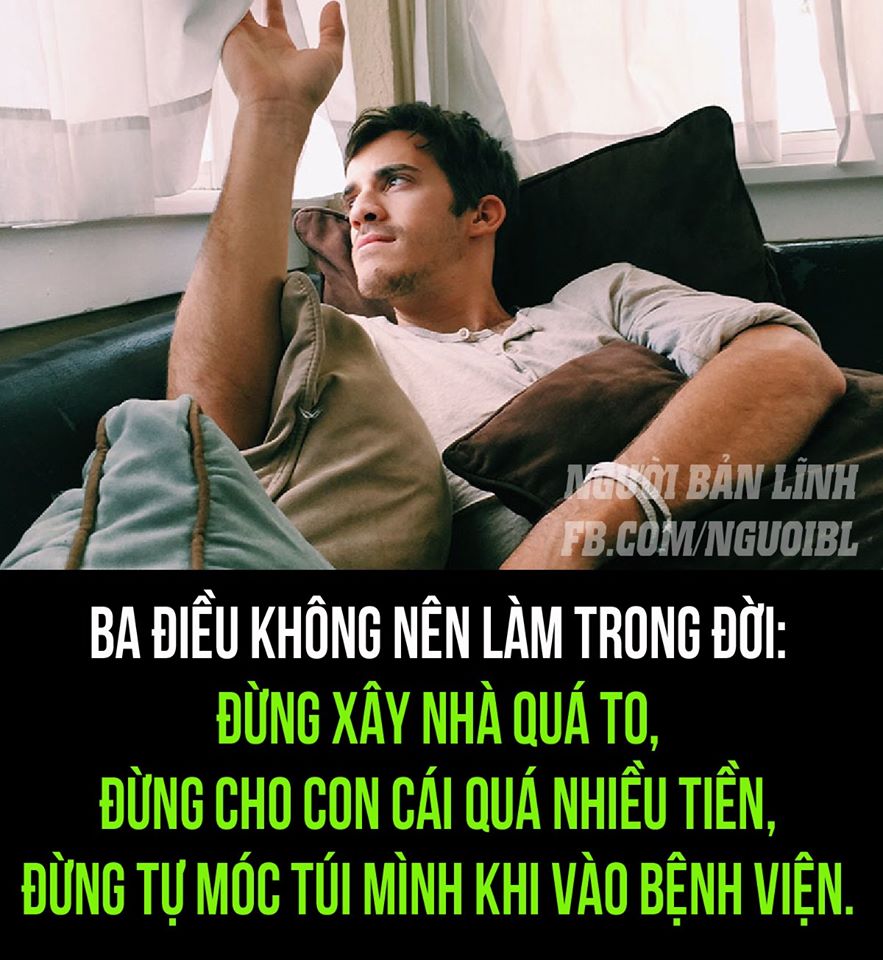 NGƯỜI BẢN LĨNH
FB.COM/NGUOIBL
BA ĐIỀU KHÔNG NÊN LÀM TRONG ĐỜI:
ĐỪNG XÂY NHÀ QUÁ TO,
ĐỪNG CHO CON CÁI QUÁ NHIỀU TIỀN,
ĐỪNG TỰ MÓC TÚI MÌNH KHI VÀO BỆNH VIỆN.